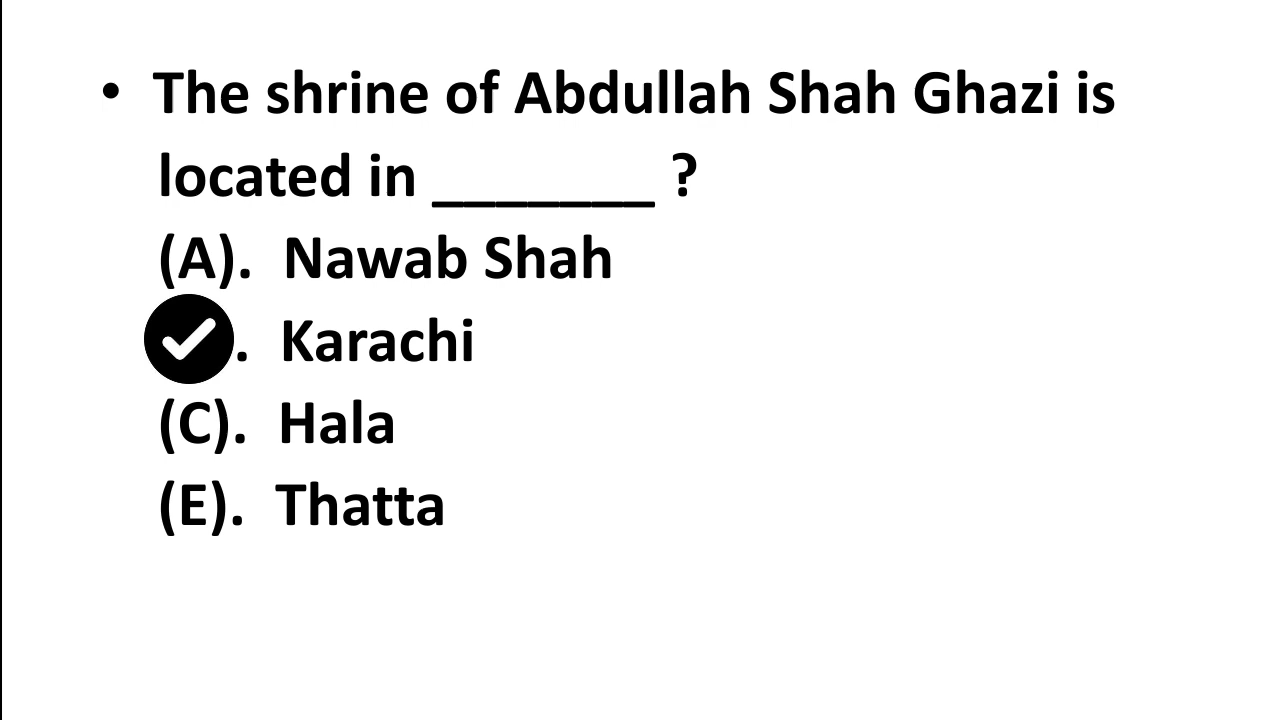 • The shrine of Abdullah Shah Ghazi is
located in _______ ?
(A). Nawab Shah
. Karachi
(C). Hala
(E). Thatta